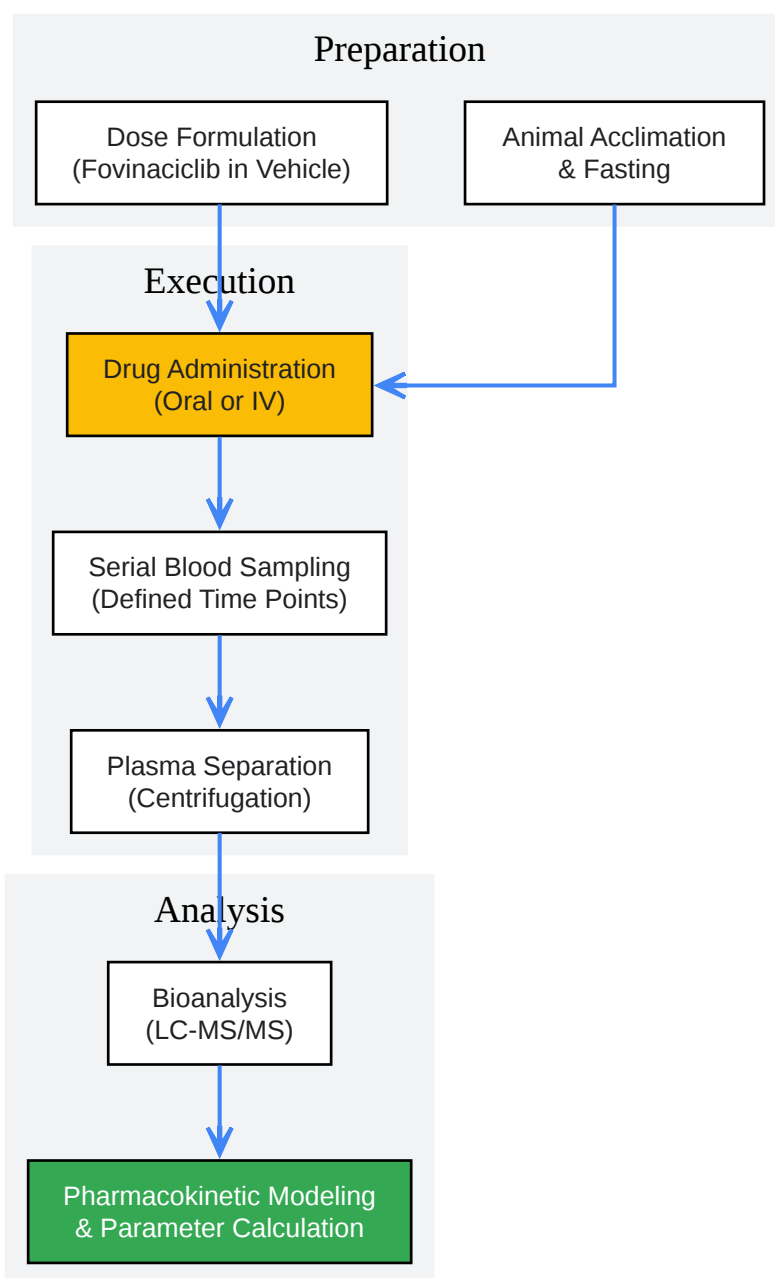 Preparation
Dose Formulation
(Fovinaciclib in Vehicle)
Animal Acclimation
& Fasting
Execution
Drug Administration
(Oral or IV)
Serial Blood Sampling
(Defined Time Points)
Plasma Separation
(Centrifugation)
Analysis
Bioanalysis
(LC-MS/MS)
Pharmacokinetic Modeling
& Parameter Calculation